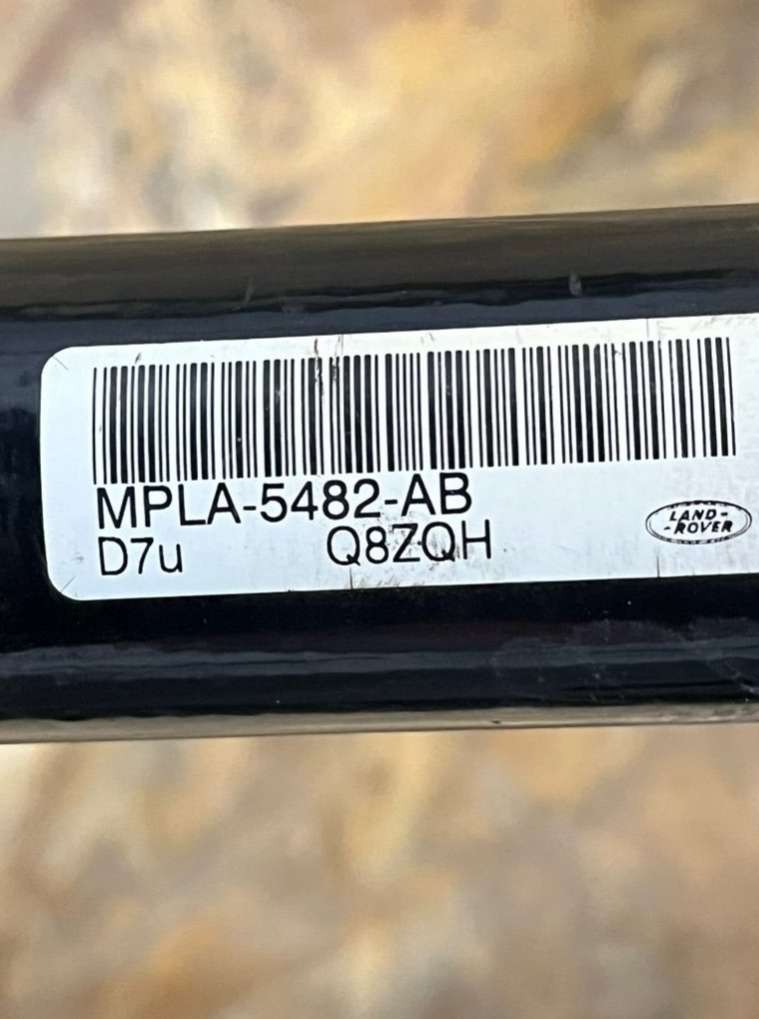 MPLA-5482-AB
D7u Q8ZQH
LAND-
-ROVER